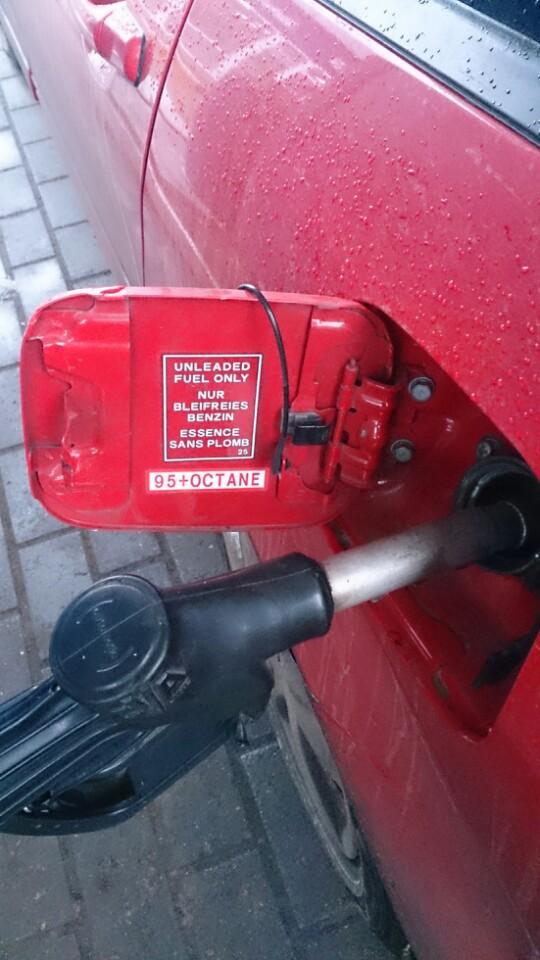 UNLEADED
FUEL ONLY
NUR
BLEIFREIES
BENZIN
ESSENCE
SANS PLOMB
25
95+OCTANE